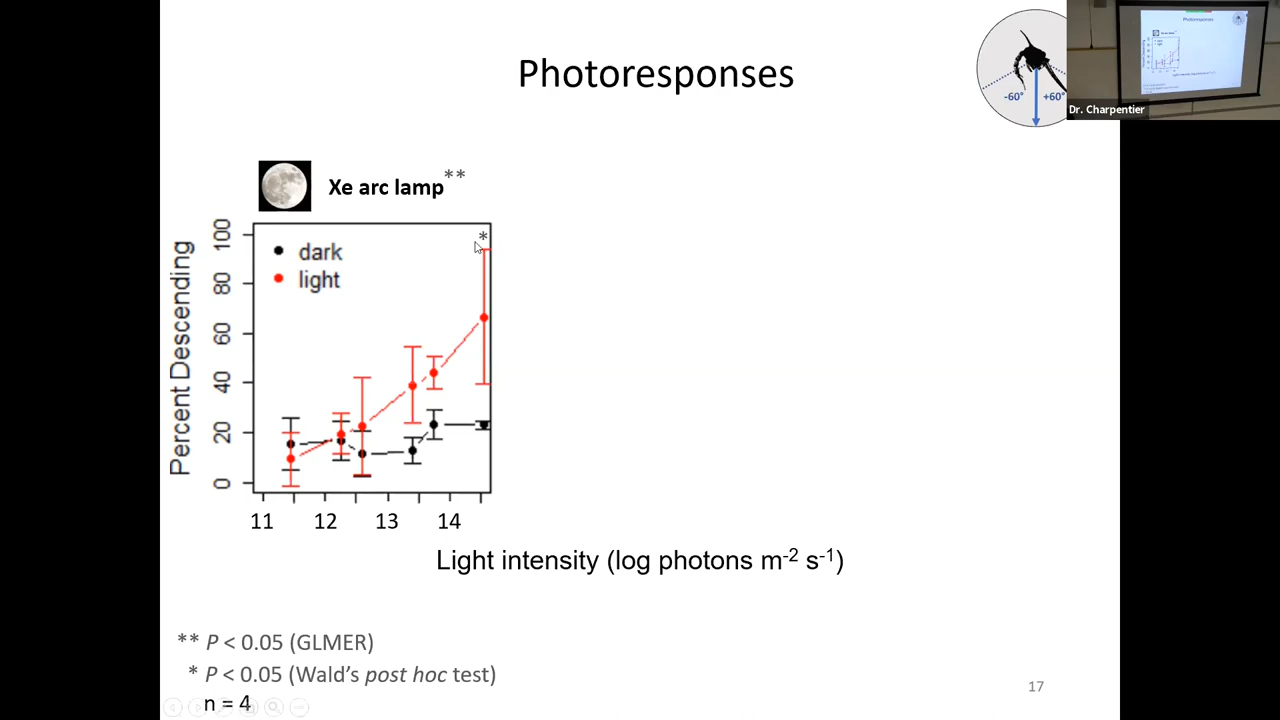 Photoresponses
-60° +60°
Dr. Charpentier
Photoresponses
Xe arc lamp**
*
dark
light
Percent Descending
100
80
60
40
20
0
11 12 13 14
Light intensity (log photons m-2 s-1)
** P < 0.05 (GLMER)
* P < 0.05 (Wald’s post hoc test)
n = 4
17